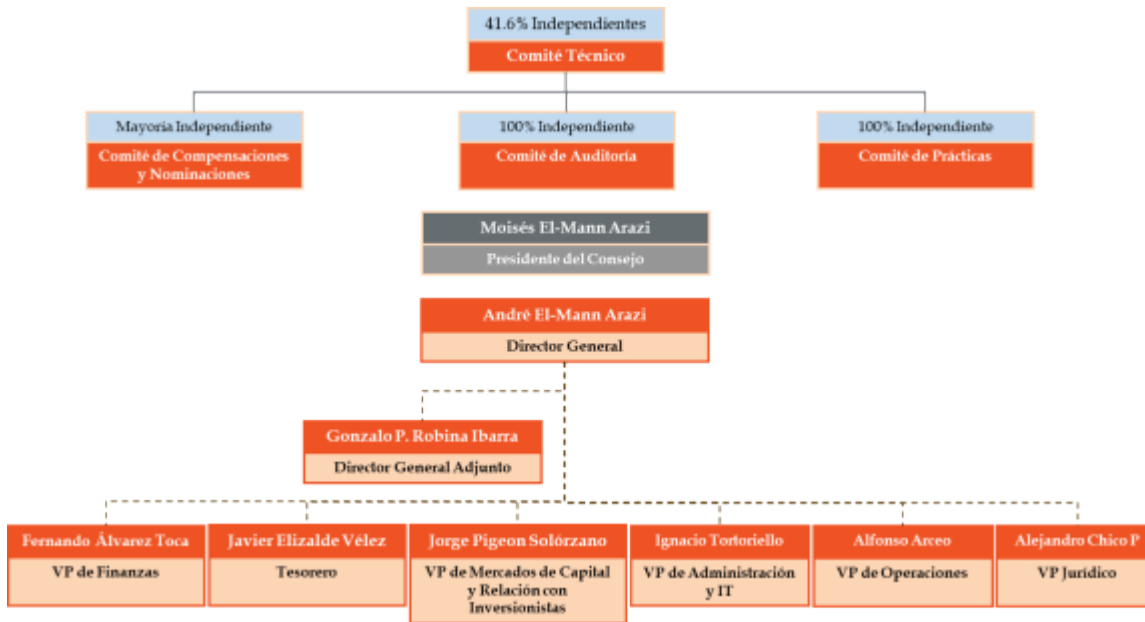 41.6% Independientes
Comité Técnico
Mayoría Independiente
Comité de Compensaciones
y Nominaciones
100% Independiente
Comité de Auditoría
100% Independiente
Comité de Prácticas
Moisés El-Mann Arazi
Presidente del Consejo
André El-Mann Arazi
Director General
Gonzalo P. Robina Ibarra
Director General Adjunto
Fernando Álvarez Toca
VP de Finanzas
Javier Elizalde Vélez
Tesorero
Jorge Pigeon Solórzano
VP de Mercados de Capital
y Relación con
Inversionistas
Ignacio Tortoriello
VP de Administración
y IT
Alfonso Arceo
VP de Operaciones
Alejandro Chico P
VP Jurídico